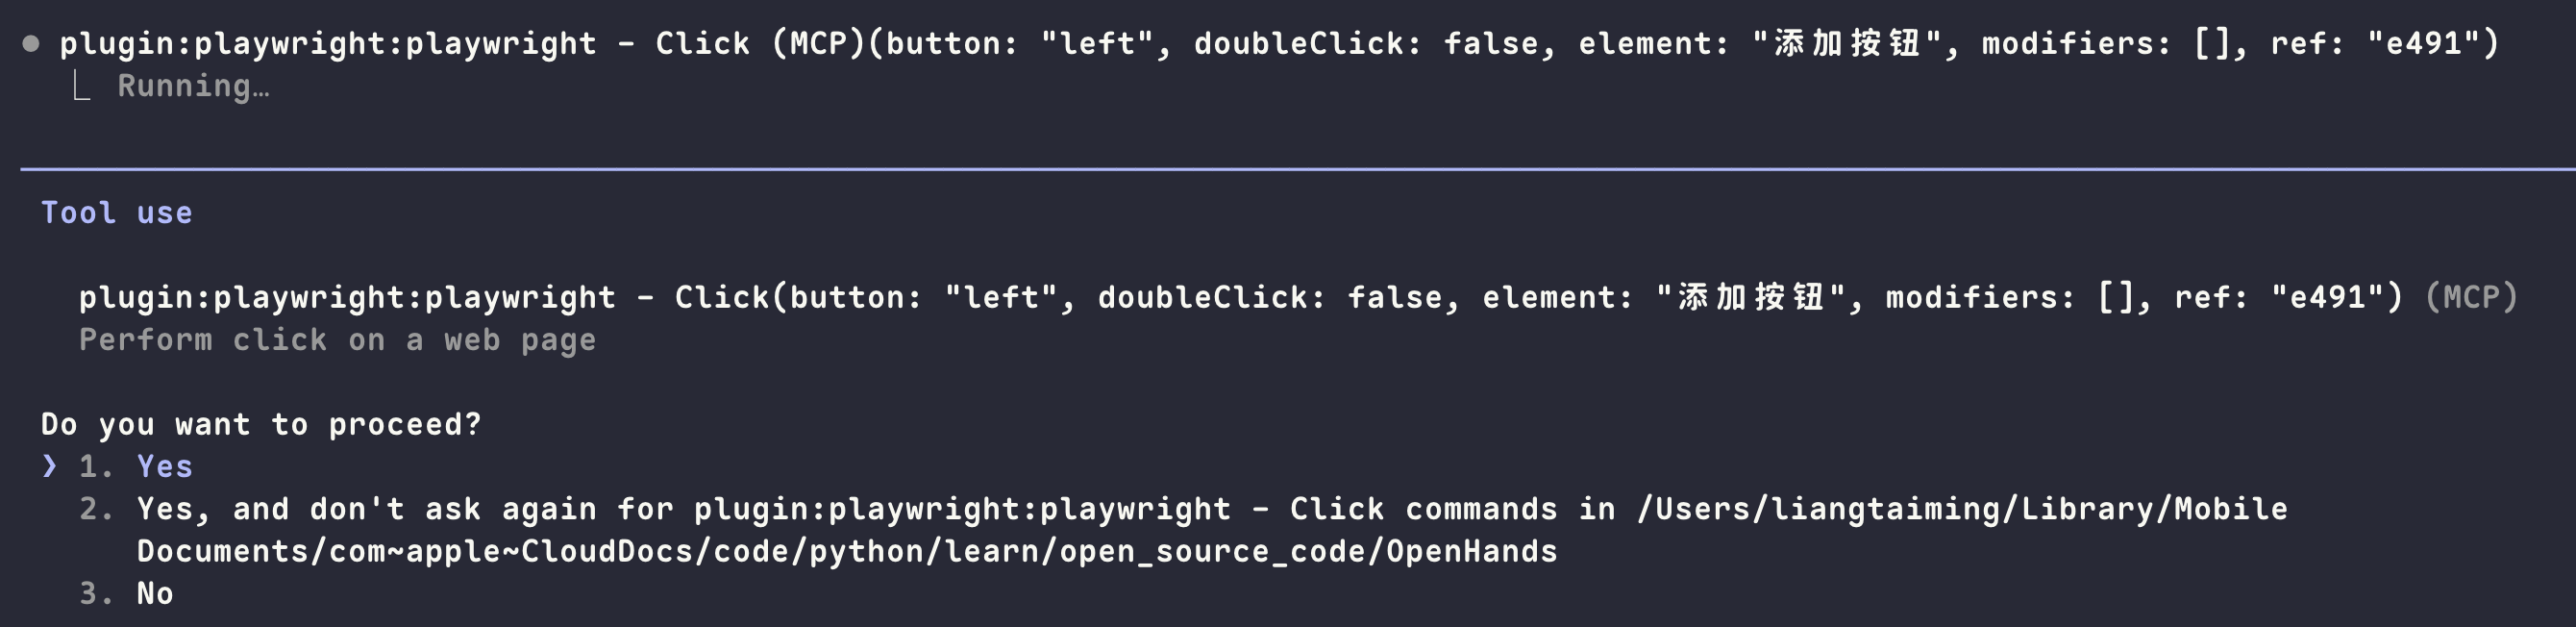 ● plugin:playwright:playwright - Click (MCP)(button: "left", doubleClick: false, element: "添加按钮", modifiers: [], ref: "e491")
⎿ Running…
Tool use
plugin:playwright:playwright - Click(button: "left", doubleClick: false, element: "添加按钮", modifiers: [], ref: "e491") (MCP)
Perform click on a web page
Do you want to proceed?
❯ 1. Yes
2. Yes, and don't ask again for plugin:playwright:playwright - Click commands in /Users/liangtaiming/Library/Mobile
Documents/com~apple~CloudDocs/code/python/learn/open_source_code/OpenHands
3. No